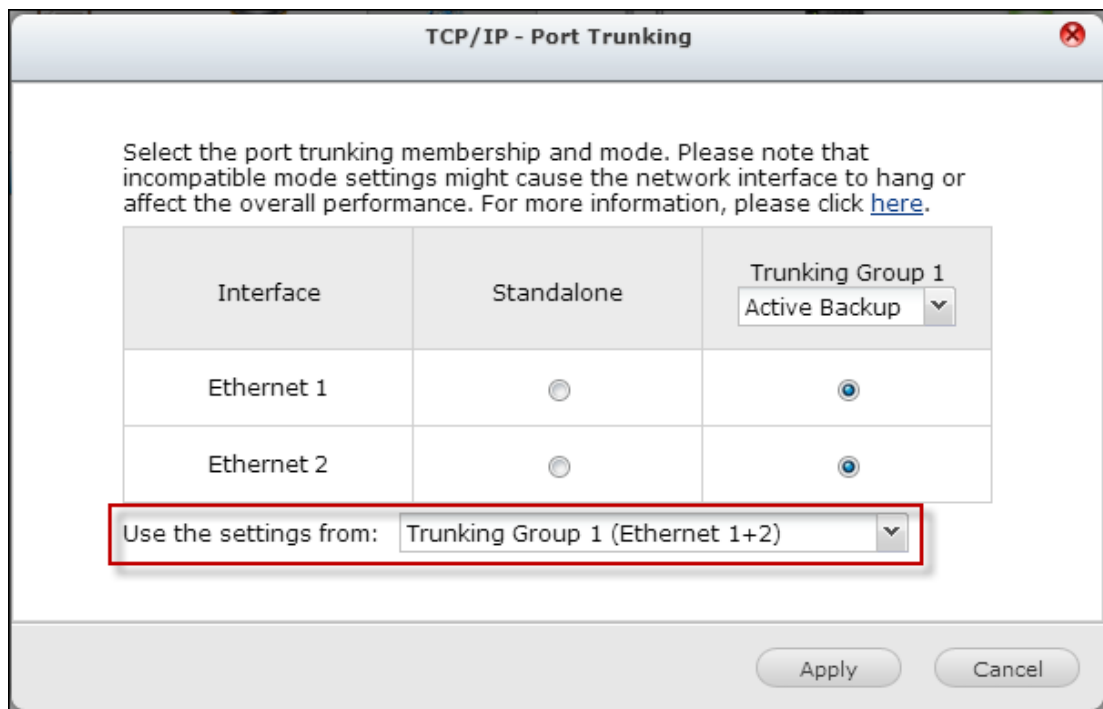 TCP/IP - Port Trunking
Select the port trunking membership and mode. Please note that
incompatible mode settings might cause the network interface to hang or
affect the overall performance. For more information, please click here.
Interface
Standalone
Trunking Group 1
Active Backup
Ethernet 1
Ethernet 2
Use the settings from: Trunking Group 1 (Ethernet 1+2)
Apply Cancel